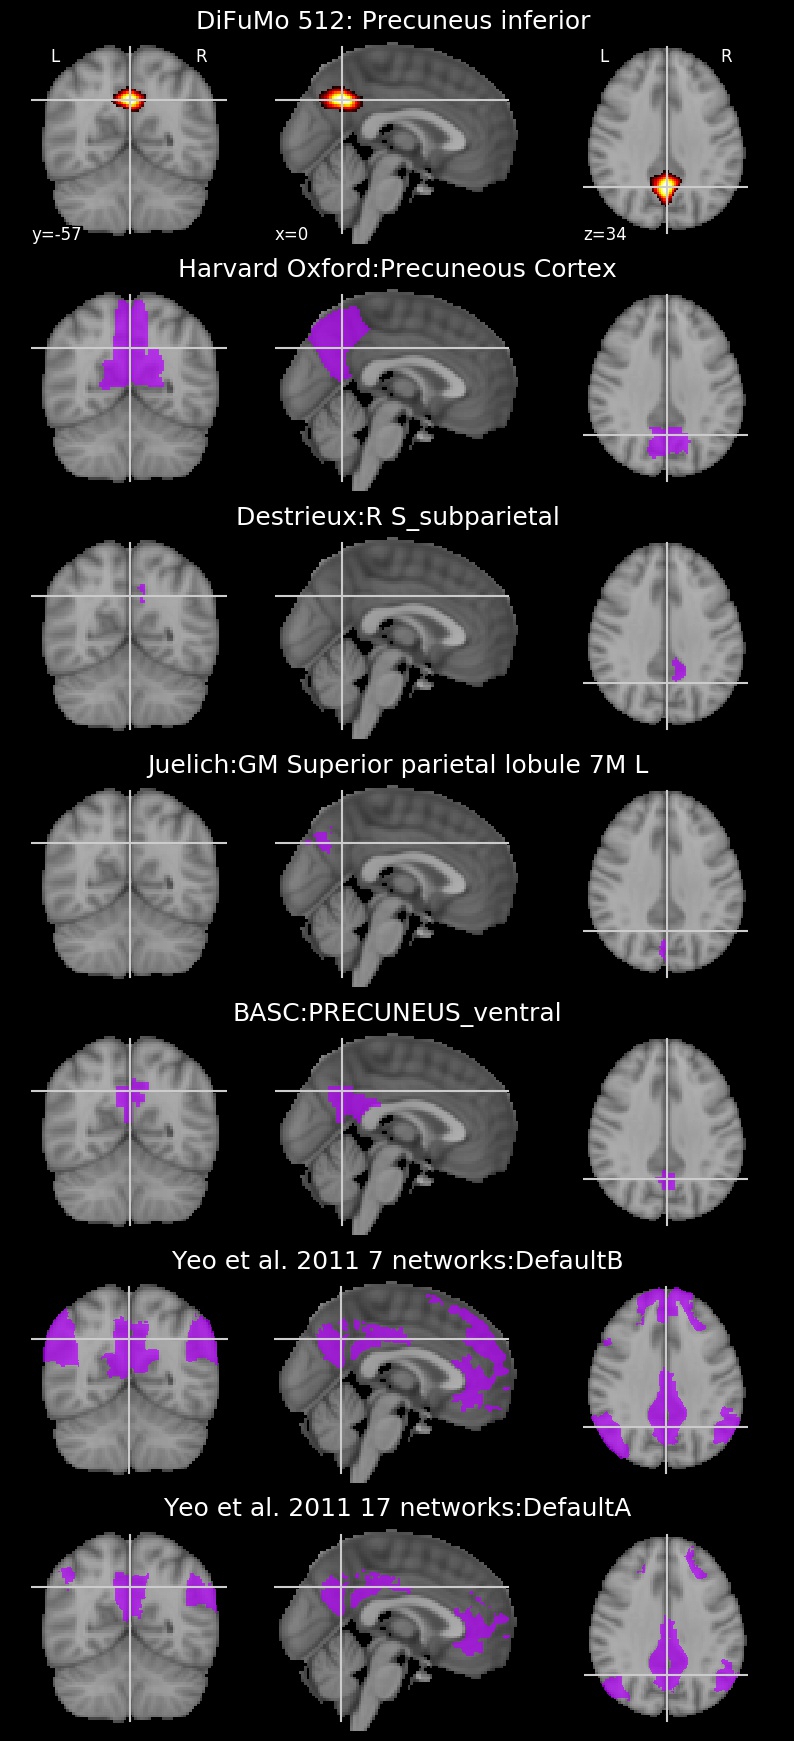 DiFuMo 512: Precuneus inferior
L R L R
y=-57 x=0 z=34
Harvard Oxford:Precuneous Cortex
Destrieux:R S_subparietal
Juelich:GM Superior parietal lobule 7M L
BASC:PRECUNEUS_ventral
Yeo et al. 2011 7 networks:DefaultB
Yeo et al. 2011 17 networks:DefaultA